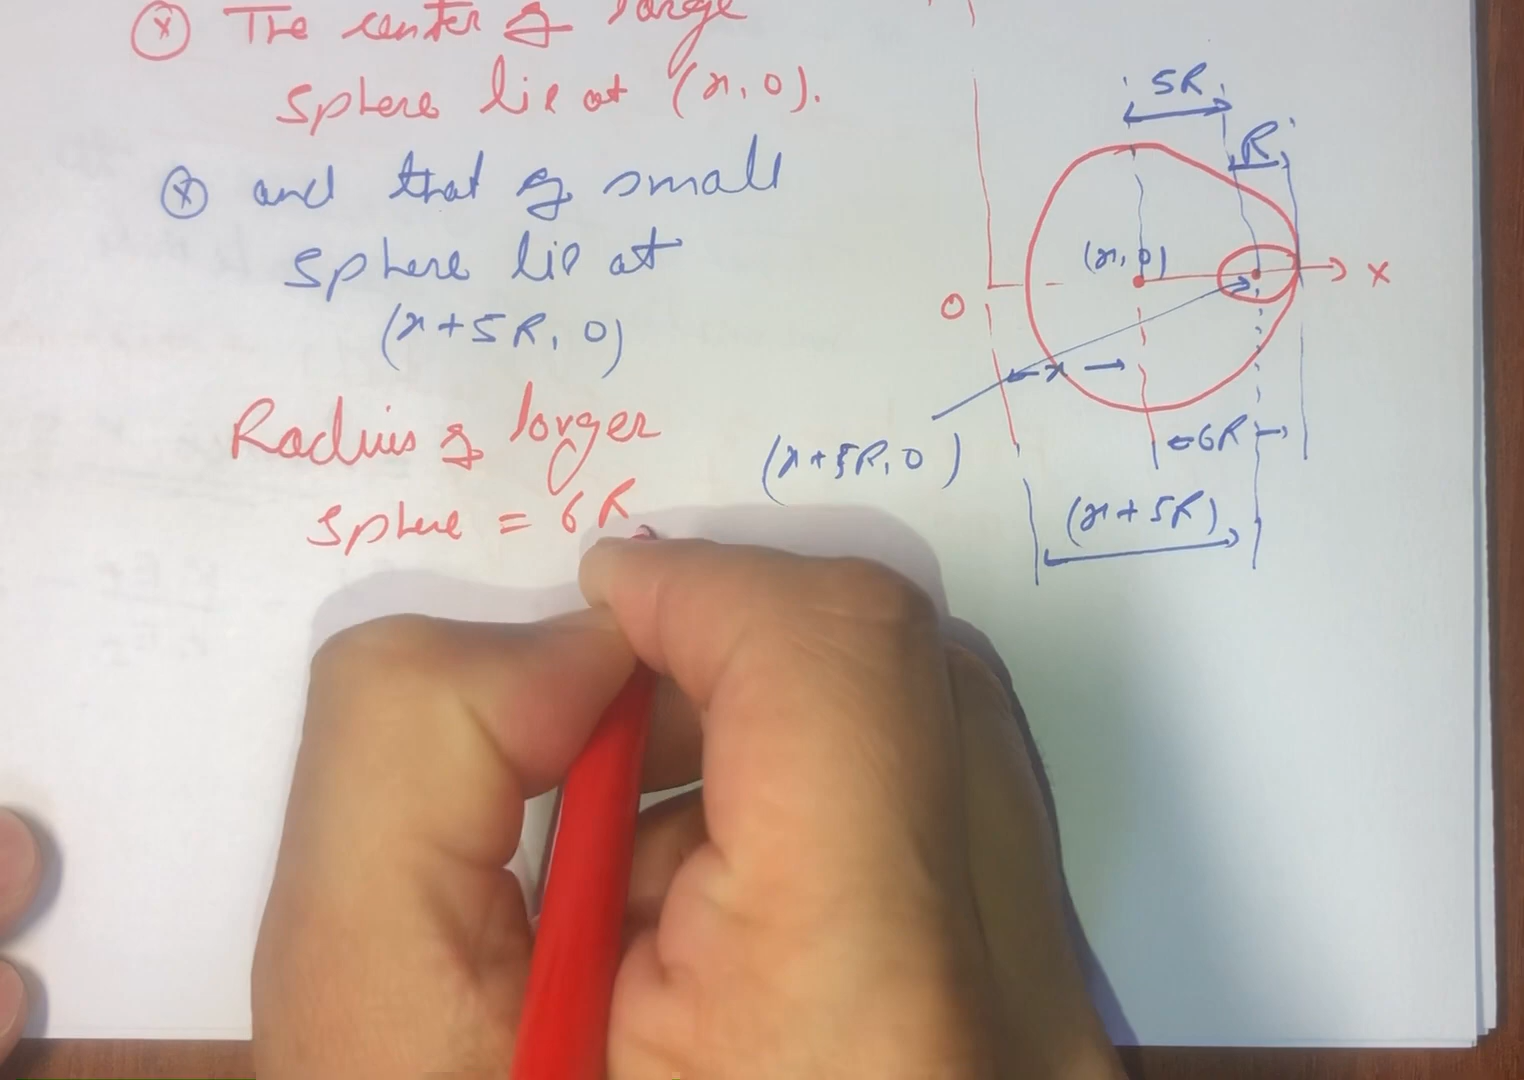 The center of large
sphere lie at (x, 0).
and that of small
sphere lie at
(x+5R, 0)
Radius of larger
sphere = 6R
5R
R
(x, 0)
O
X
x
(x+5R, 0)
6R
(x+5R)